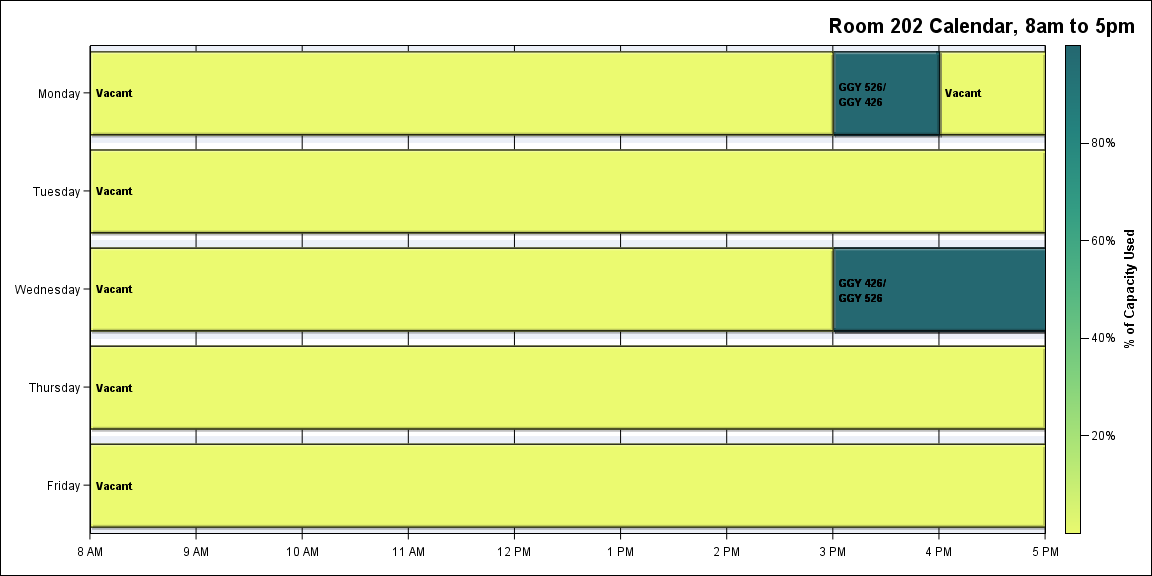 Room 202 Calendar, 8am to 5pm
Monday
Vacant
GGY 526/
GGY 426
Vacant
Tuesday
Vacant
Wednesday
Vacant
GGY 426/
GGY 526
Thursday
Vacant
Friday
Vacant
8 AM
9 AM
10 AM
11 AM
12 PM
1 PM
2 PM
3 PM
4 PM
5 PM
80%
60%
40%
20%
% of Capacity Used